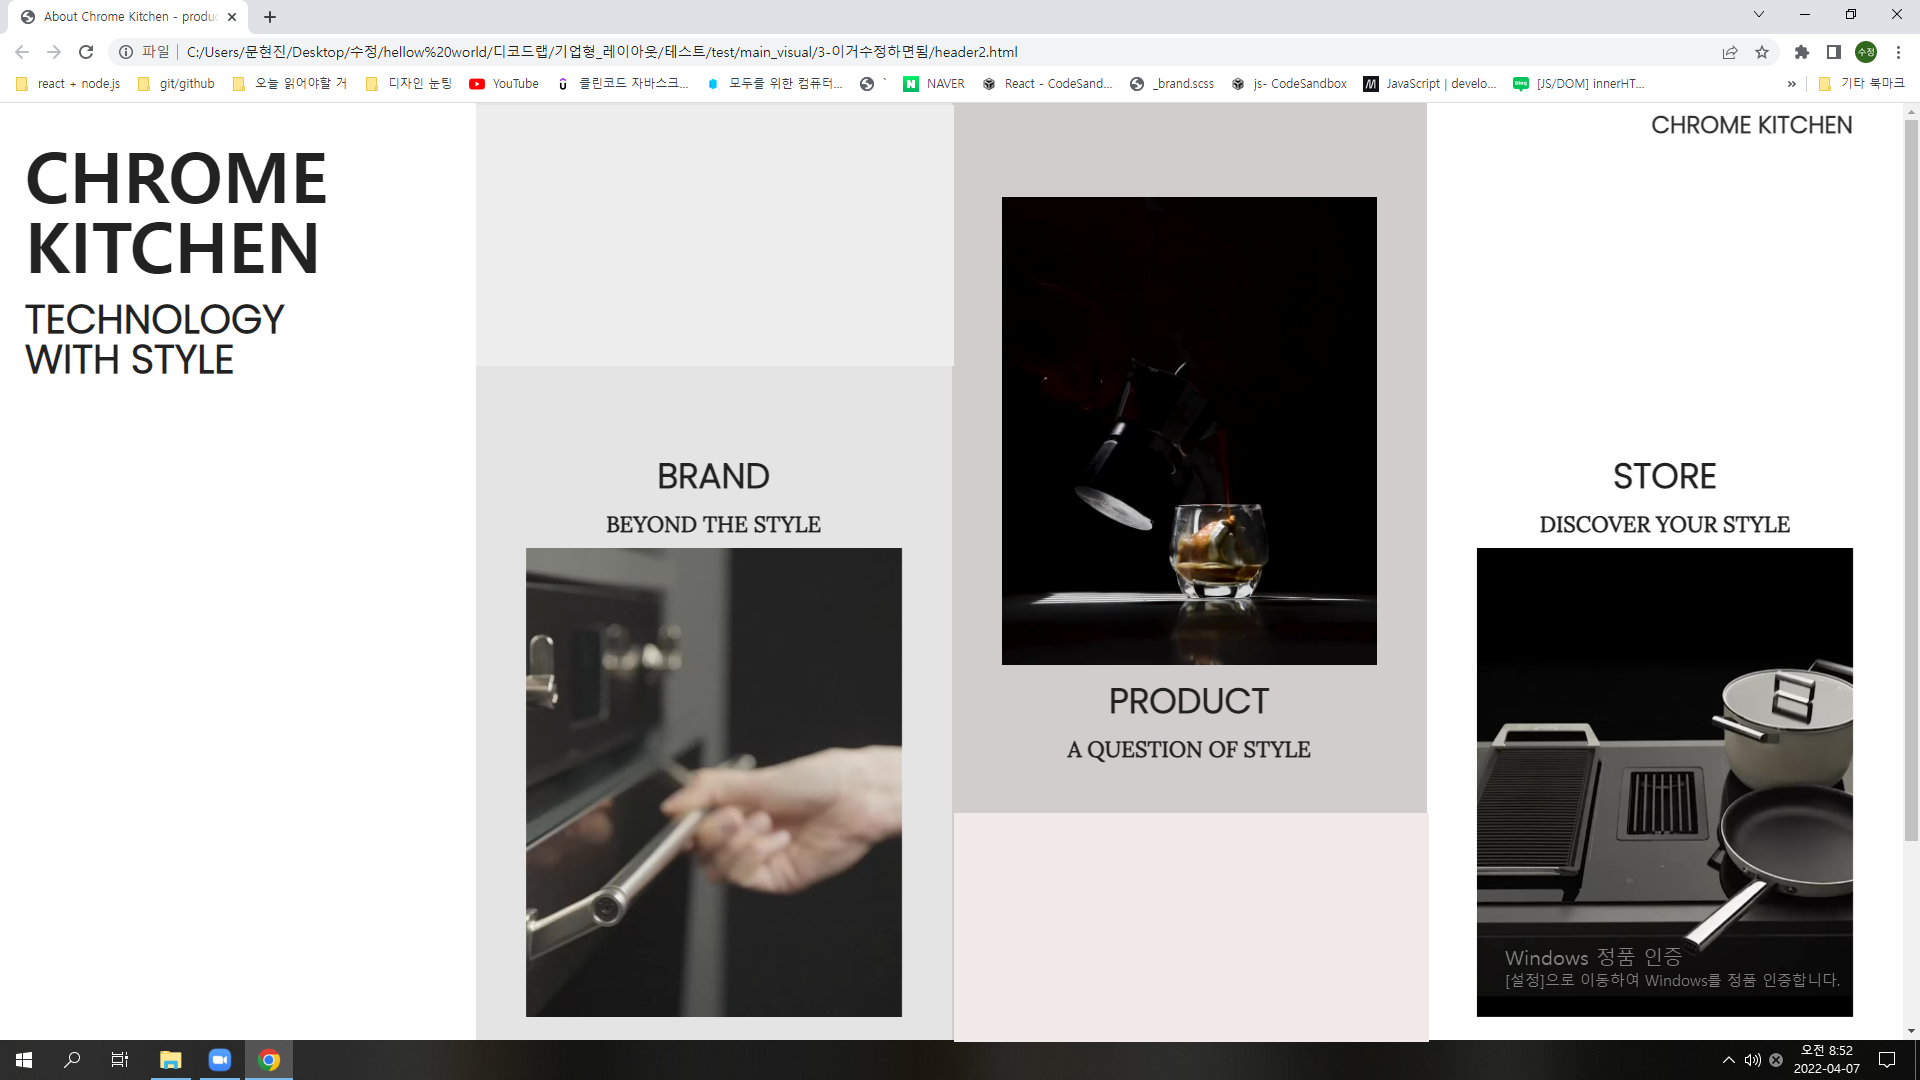 About Chrome Kitchen - produc
파일
C:/Users/문현진/Desktop/수정/hellow%20world/디코드랩/기업형_레이아웃/테스트/test/main_visual/3-이거수정하면됨/header2.html
수정
react + node.js
git/github
오늘 읽어야할 거
디자인 눈팅
YouTube
클린코드 자바스크...
모두를 위한 컴퓨터...
`
NAVER
React - CodeSand...
_brand.scss
js- CodeSandbox
JavaScript | develo...
[JS/DOM] innerHT...
»
기타 북마크
CHROME
KITCHEN
TECHNOLOGY
WITH STYLE
BRAND
BEYOND THE STYLE
PRODUCT
A QUESTION OF STYLE
CHROME KITCHEN
STORE
DISCOVER YOUR STYLE
Windows 정품 인증
[설정]으로 이동하여 Windows를 정품 인증합니다.
오전 8:52
2022-04-07